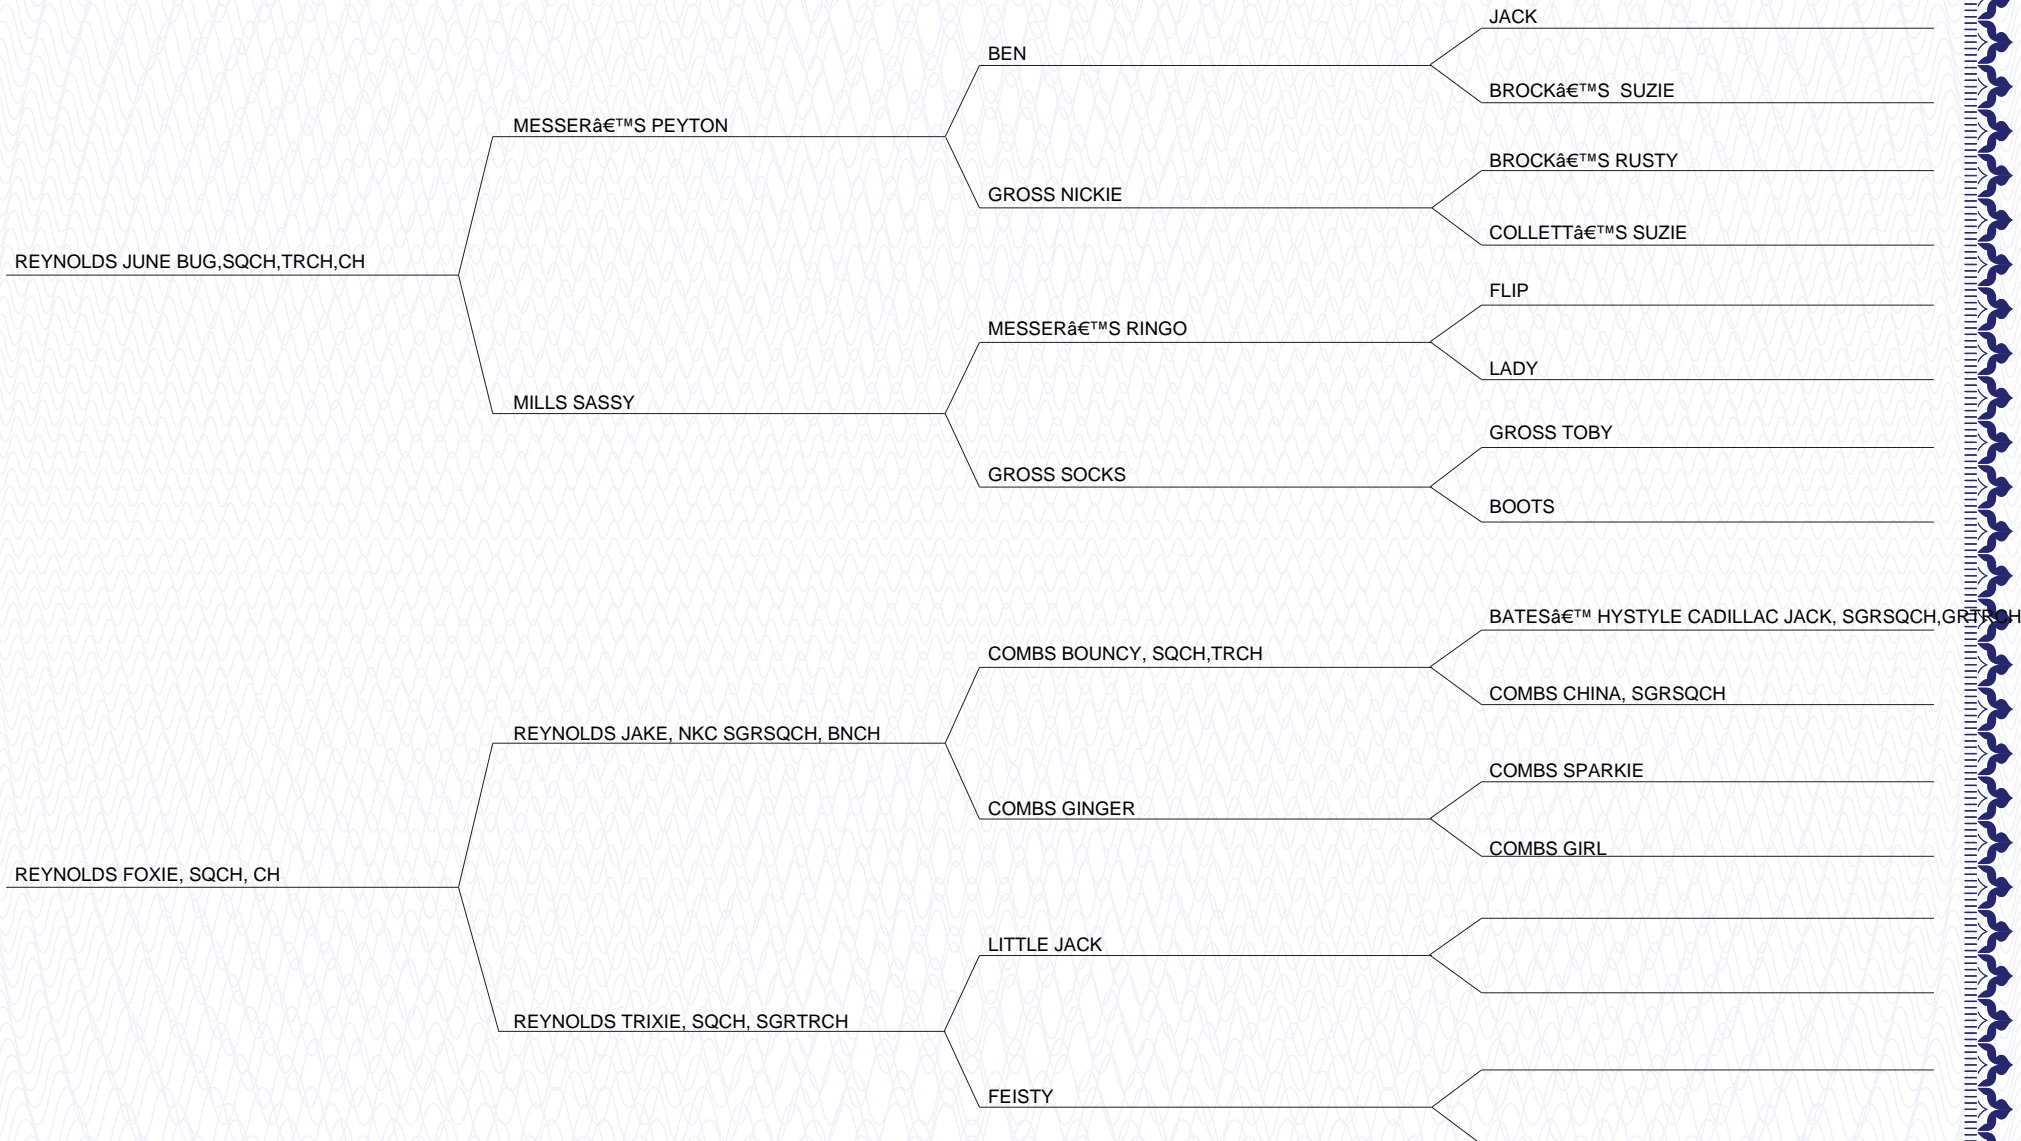 JACK
BEN
BROCKâ€™S  SUZIE
MESSERâ€™S PEYTON
BROCKâ€™S RUSTY
GROSS NICKIE
COLLETTâ€™S SUZIE
REYNOLDS JUNE BUG,SQCH,TRCH,CH
FLIP
MESSERâ€™S RINGO
LADY
MILLS SASSY
GROSS TOBY
GROSS SOCKS
BOOTS
BATESâ€™ HYSTYLE CADILLAC JACK, SGRSQCH,GRTRCH
COMBS BOUNCY, SQCH,TRCH
COMBS CHINA, SGRSQCH
REYNOLDS JAKE, NKC SGRSQCH, BNCH
COMBS SPARKIE
COMBS GINGER
COMBS GIRL
REYNOLDS FOXIE, SQCH, CH
LITTLE JACK
REYNOLDS TRIXIE, SQCH, SGRTRCH
FEISTY